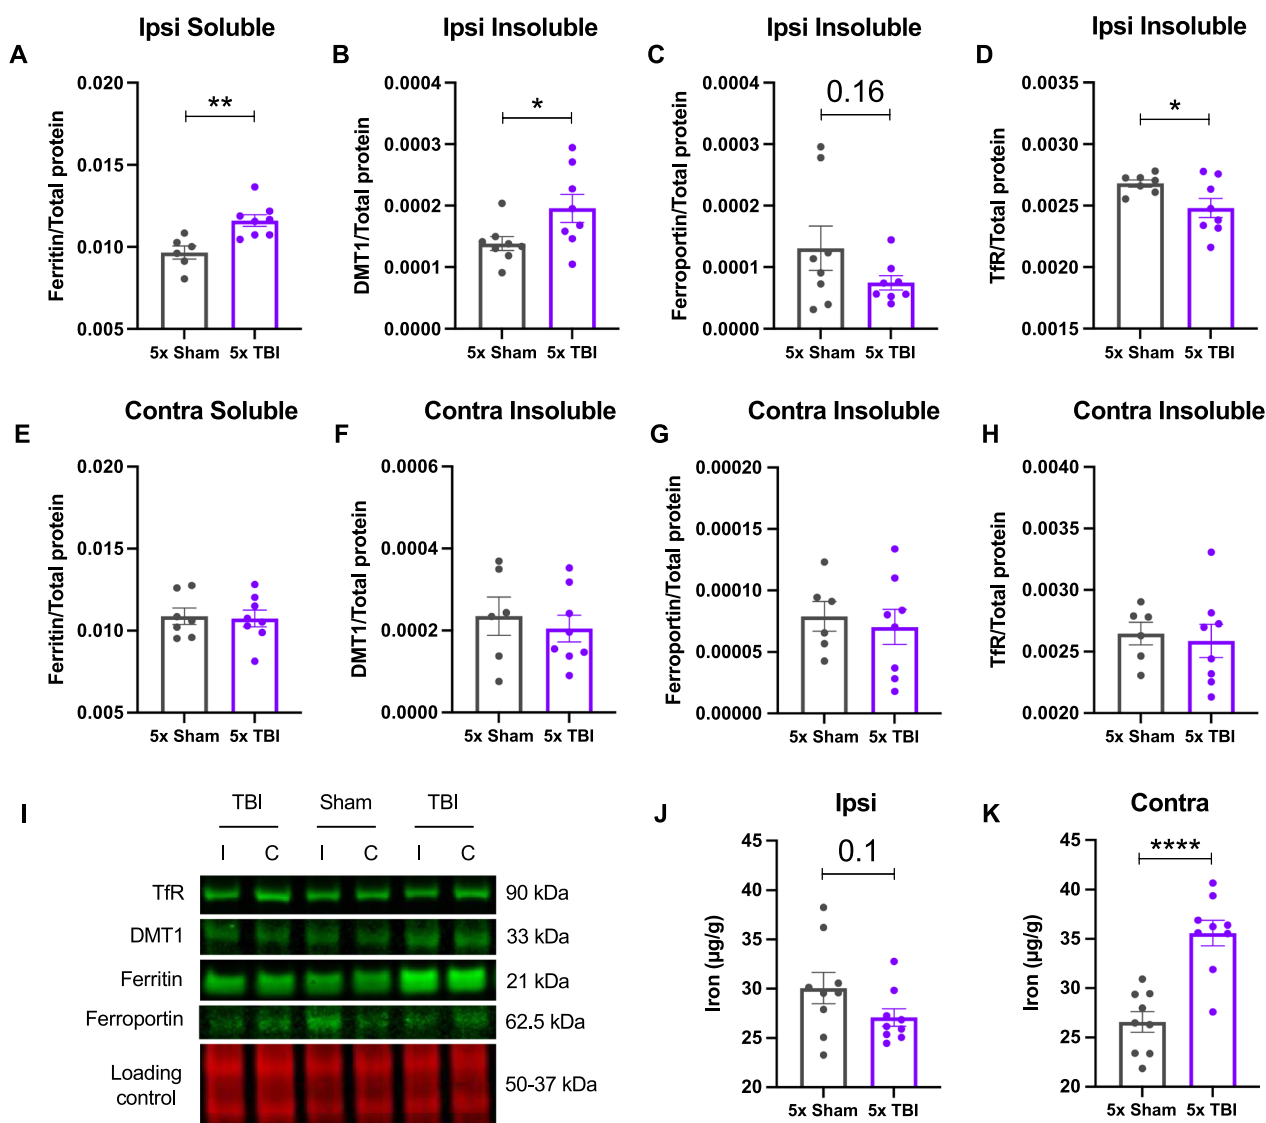 A
Ipsi Soluble
Ferritin/Total protein
0.020
0.015
0.010
0.005
**
5x Sham 5x TBI
B
Ipsi Insoluble
DMT1/Total protein
0.0004
0.0003
0.0002
0.0001
0.0000
*
5x Sham 5x TBI
C
Ipsi Insoluble
Ferroportin/Total protein
0.0004
0.0003
0.0002
0.0001
0.0000
0.16
5x Sham 5x TBI
D
Ipsi Insoluble
TfR/Total protein
0.0035
0.0030
0.0025
0.0020
0.0015
*
5x Sham 5x TBI
E
Contra Soluble
Ferritin/Total protein
0.020
0.015
0.010
0.005
5x Sham 5x TBI
F
Contra Insoluble
DMT1/Total protein
0.0006
0.0004
0.0002
0.0000
5x Sham 5x TBI
G
Contra Insoluble
Ferroportin/Total protein
0.00020
0.00015
0.00010
0.00005
0.00000
5x Sham 5x TBI
H
Contra Insoluble
TfR/Total protein
0.0040
0.0035
0.0030
0.0025
0.0020
5x Sham 5x TBI
I
TBI Sham TBI
I C I C I C
TfR 90 kDa
DMT1 33 kDa
Ferritin 21 kDa
Ferroportin 62.5 kDa
Loading
control
50-37 kDa
J
Ipsi
Iron (µg/g)
45
40
35
30
25
20
0.1
5x Sham 5x TBI
K
Contra
Iron (µg/g)
45
40
35
30
25
20
****
5x Sham 5x TBI